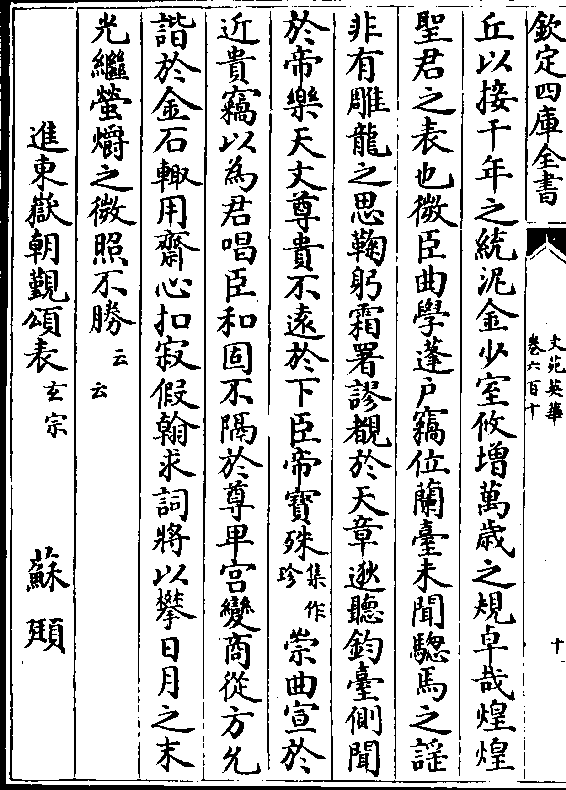 欽定四庫全書
文苑英華
卷六百十
十
丘以接千年之統泥金少室攸增萬歳之規卓哉煌煌
聖君之表也微臣曲學蓬户竊位蘭臺未聞驄馬之謡
非有雕龍之思鞠躬霜署謬覩於天章逖聽鈞臺側聞
於帝樂天文尊貴不遠於下臣帝寳殊集作珍崇曲宣於
近貴竊以為君唱臣和固不隔於尊卑宫變商從方允
諧於金石輙用齋心扣寂假翰求詞將以攀日月之末
光繼螢爝之微照不勝云云
進東嶽朝覲頌表玄宗 蘇頲